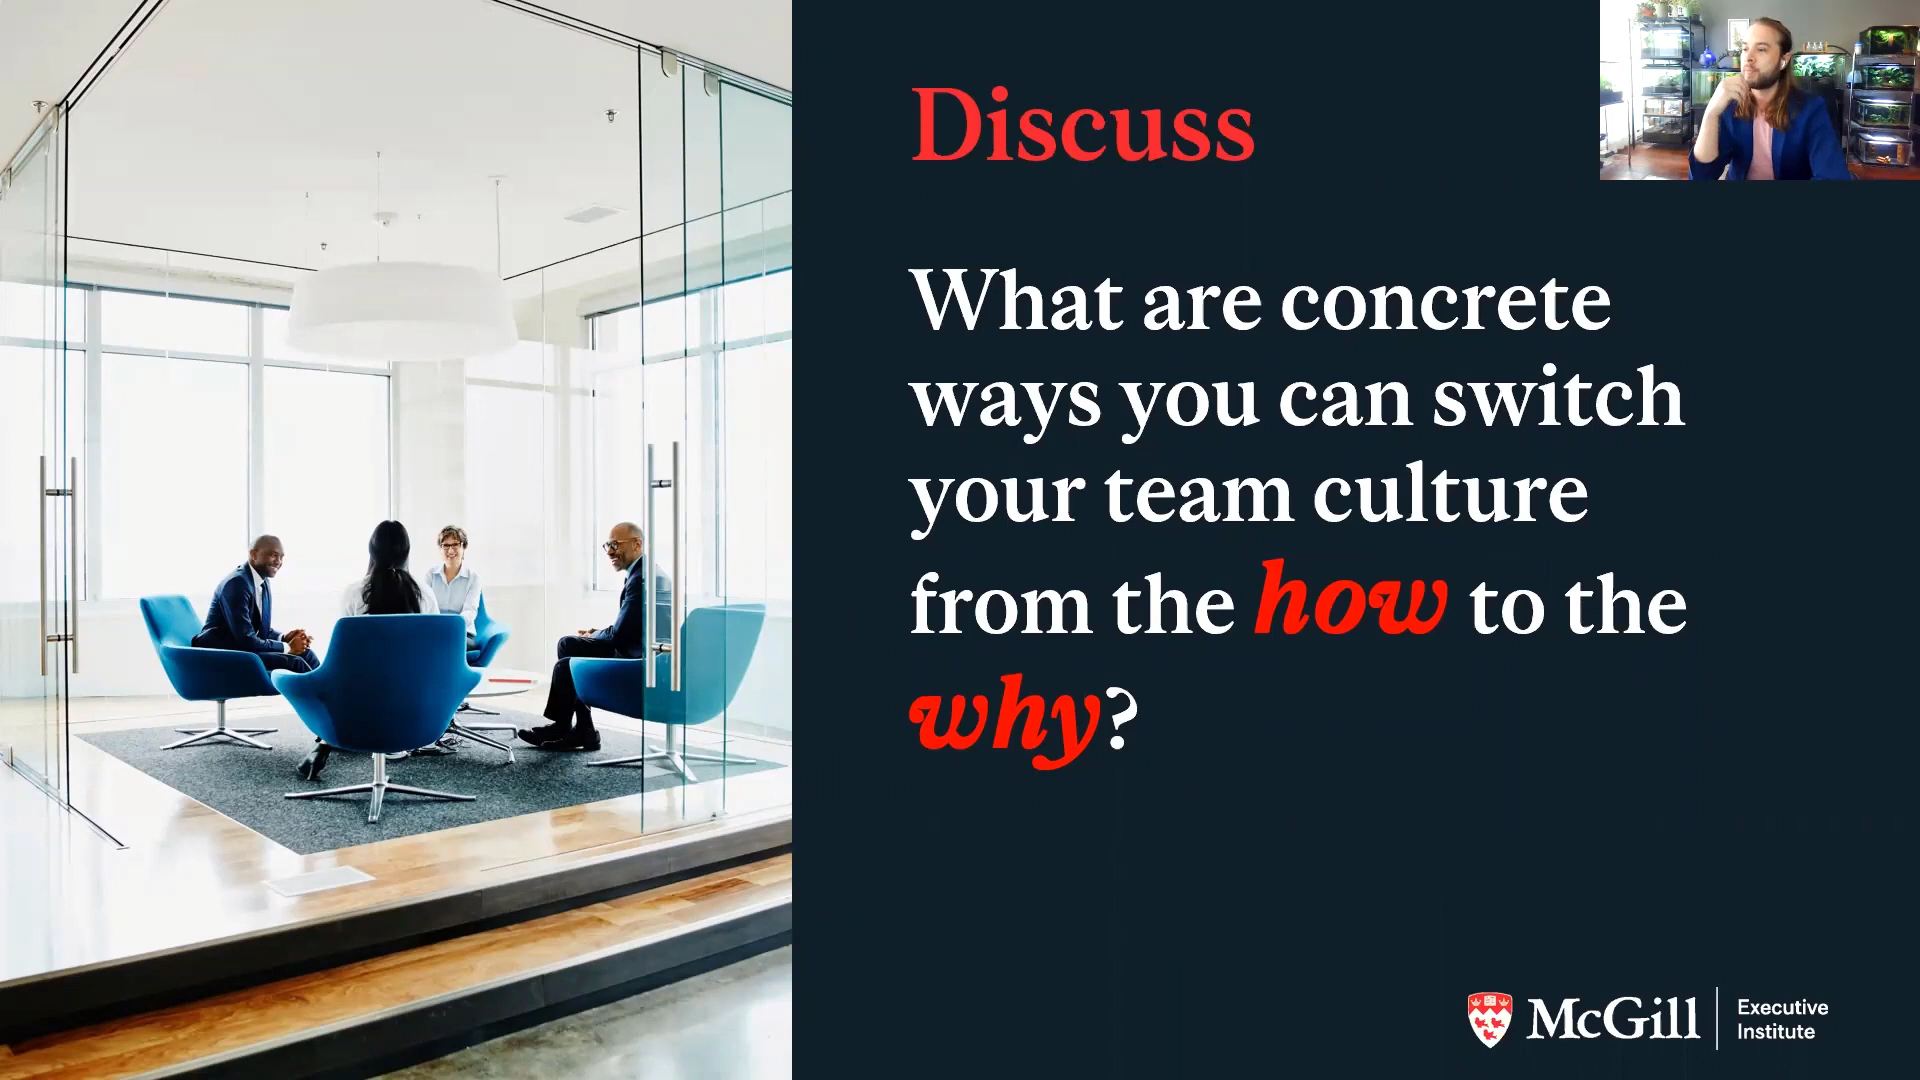 Discuss
What are concrete
ways you can switch
your team culture
from the how to the
why?
McGill
Executive
Institute